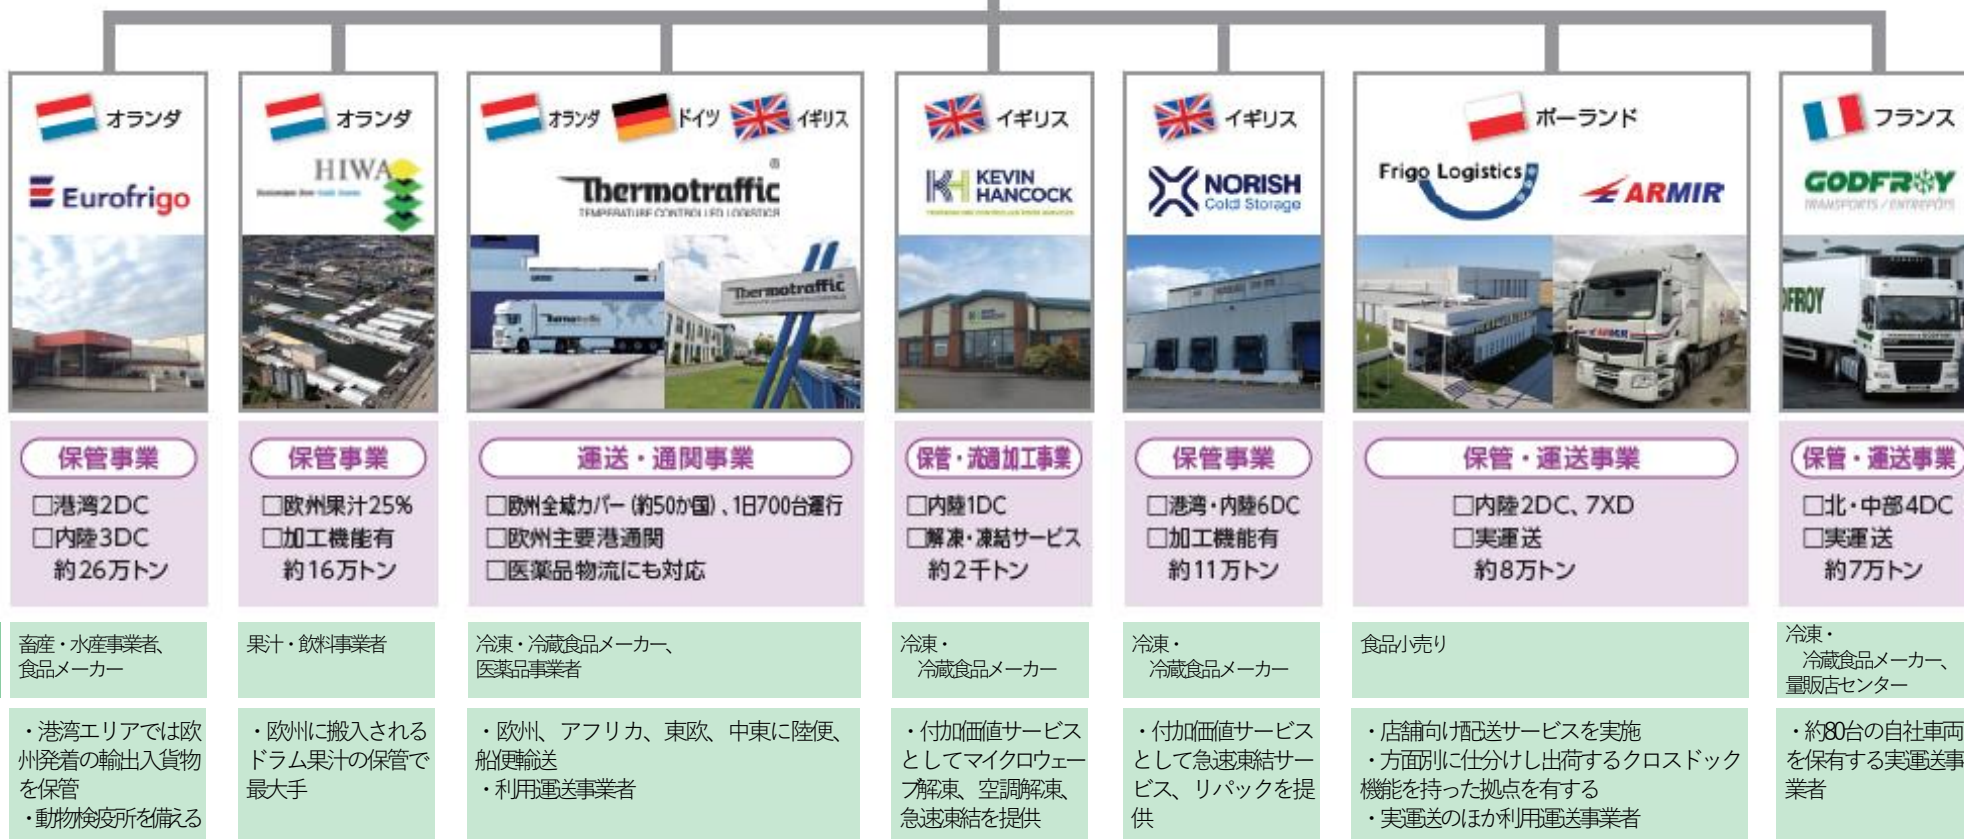 オランダ
Eurofrigo
保管事業
□港湾2DC
□内陸3DC
約26万トン
畜産・水産事業者、
食品メーカー
・港湾エリアでは欧
州発着の輸出入貨物
を保管
・動物検疫所を備える
オランダ
HIWA
保管事業
□欧州果汁25%
□加工機能有
約16万トン
果汁・飲料事業者
・欧州に搬入される
ドラム果汁の保管で
最大手
オランダ ドイツ イギリス
Thermotraffic
®
TEMPERATURE CONTROLLED LOGISTICS
Thermotraffic
Thermotraffic
運送・通関事業
□欧州全域カバー（約50か国）、1日700台運行
□欧州主要港通関
□医薬品物流にも対応
冷凍・冷蔵食品メーカー、
医薬品事業者
・欧州、アフリカ、東欧、中東に陸便、
船便輸送
・利用運送事業者
イギリス
KH KEVIN
HANCOCK
保管・流通加工事業
□内陸1DC
□解凍・凍結サービス
約2千トン
冷凍・
冷蔵食品メーカー
・付加価値サービス
としてマイクロウェー
ブ解凍、空調解凍、
急速凍結を提供
イギリス
NORISH
Cold Storage
保管事業
□港湾・内陸6DC
□加工機能有
約11万トン
冷凍・
冷蔵食品メーカー
・付加価値サービス
として急速凍結サー
ビス、リパックを提
供
ポーランド
Frigo Logistics
ARMIR
ARMIR
保管・運送事業
□内陸2DC、7XD
□実運送
約8万トン
食品小売り
・店舗向け配送サービスを実施
・方面別に仕分けし出荷するクロスドック
機能を持った拠点を有する
・実運送のほか利用運送事業者
フランス
GODFROY
TRANSPORTS / ENTREPÔTS
DFROY
保管・運送事業
□北・中部4DC
□実運送
約7万トン
冷凍・
冷蔵食品メーカー、
量販店センター
・約80台の自社車両
を保有する実運送事
業者